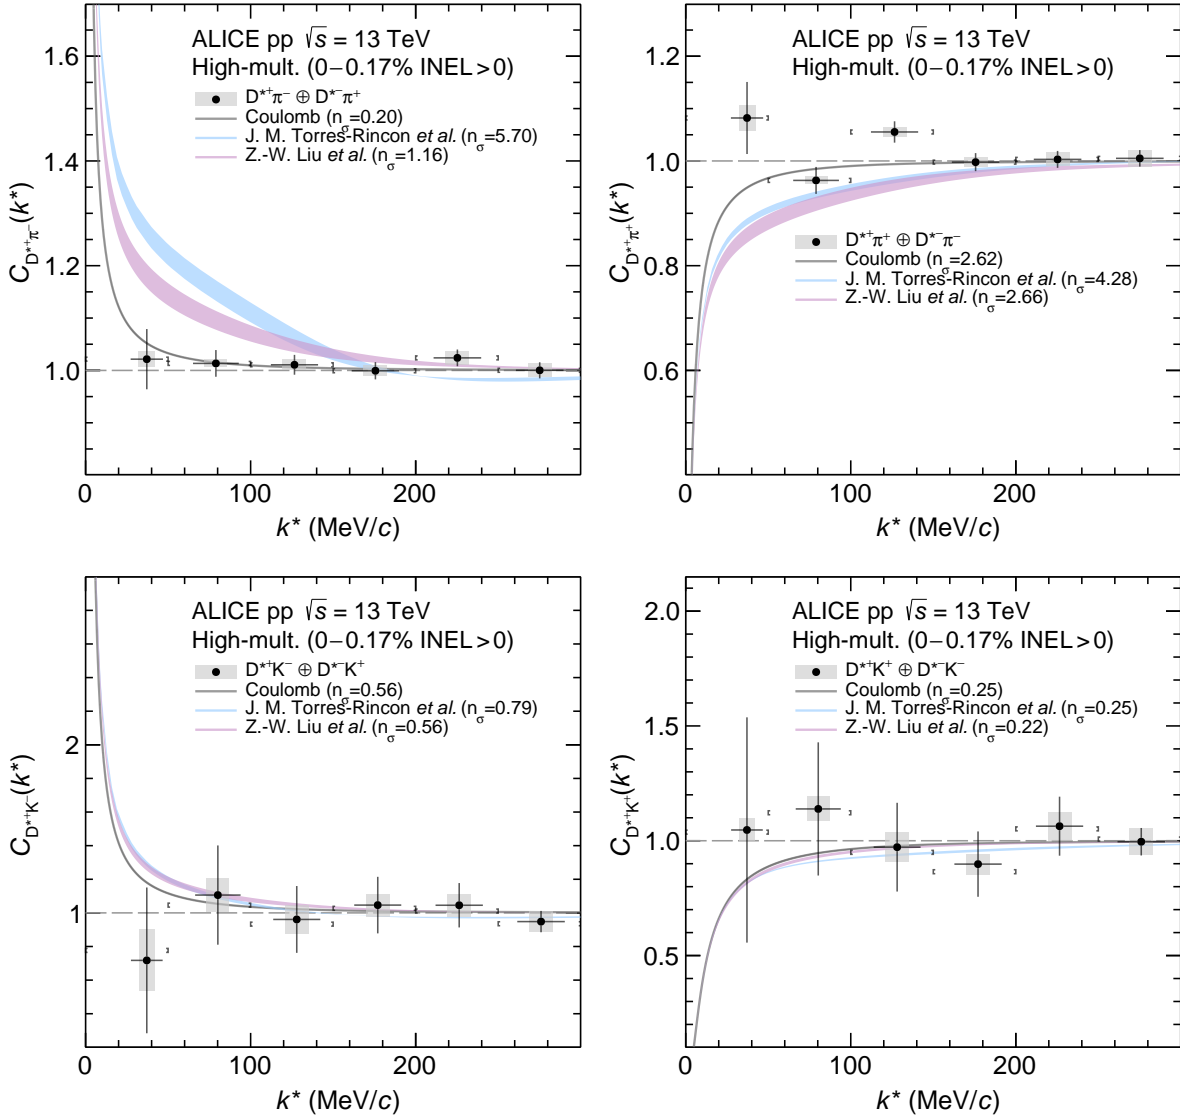 ALICE pp √s = 13 TeV
High-mult. (0−0.17% INEL>0)
D*+π− ⊕ D*−π+
Coulomb (nσ=0.20)
J. M. Torres-Rincon et al. (nσ=5.70)
Z.-W. Liu et al. (nσ=1.16)
C D*+π− (k*)
1.6
1.4
1.2
1.0
0 100 200
k* (MeV/c)
ALICE pp √s = 13 TeV
High-mult. (0−0.17% INEL>0)
D*+π+ ⊕ D*−π−
Coulomb (nσ=2.62)
J. M. Torres-Rincon et al. (nσ=4.28)
Z.-W. Liu et al. (nσ=2.66)
C D*+π+ (k*)
1.2
1.0
0.8
0.6
0 100 200
k* (MeV/c)
ALICE pp √s = 13 TeV
High-mult. (0−0.17% INEL>0)
D*+K− ⊕ D*−K+
Coulomb (nσ=0.56)
J. M. Torres-Rincon et al. (nσ=0.79)
Z.-W. Liu et al. (nσ=0.56)
C D*+K− (k*)
2
1
0 100 200
k* (MeV/c)
ALICE pp √s = 13 TeV
High-mult. (0−0.17% INEL>0)
D*+K+ ⊕ D*−K−
Coulomb (nσ=0.25)
J. M. Torres-Rincon et al. (nσ=0.25)
Z.-W. Liu et al. (nσ=0.22)
C D*+K+ (k*)
2.0
1.5
1.0
0.5
0 100 200
k* (MeV/c)